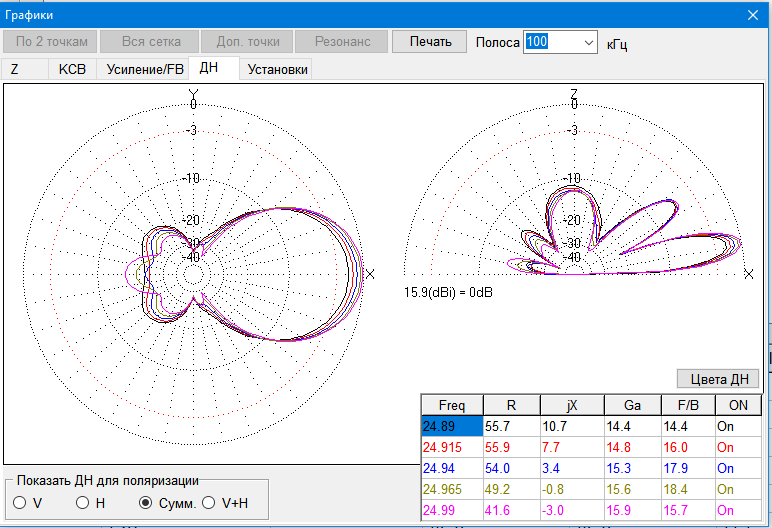 Графики
По 2 точкам Вся сетка Доп. точки Резонанс Печать Полоса 100 кГц
Z КСВ Усиление/FB ДН Установки
Y
0
-3
-10
-20
-30
-40
X
Z
0
-3
-10
-20
-30
-40
X
15.9(dBi) = 0dB
Цвета ДН
Freq R jX Ga F/B ON
24.89 55.7 10.7 14.4 14.4 On
24.915 55.9 7.7 14.8 16.0 On
24.94 54.0 3.4 15.3 17.9 On
24.965 49.2 -0.8 15.6 18.4 On
24.99 41.6 -3.0 15.9 15.7 On
Показать ДН для поляризации
V H Сумм. V+H